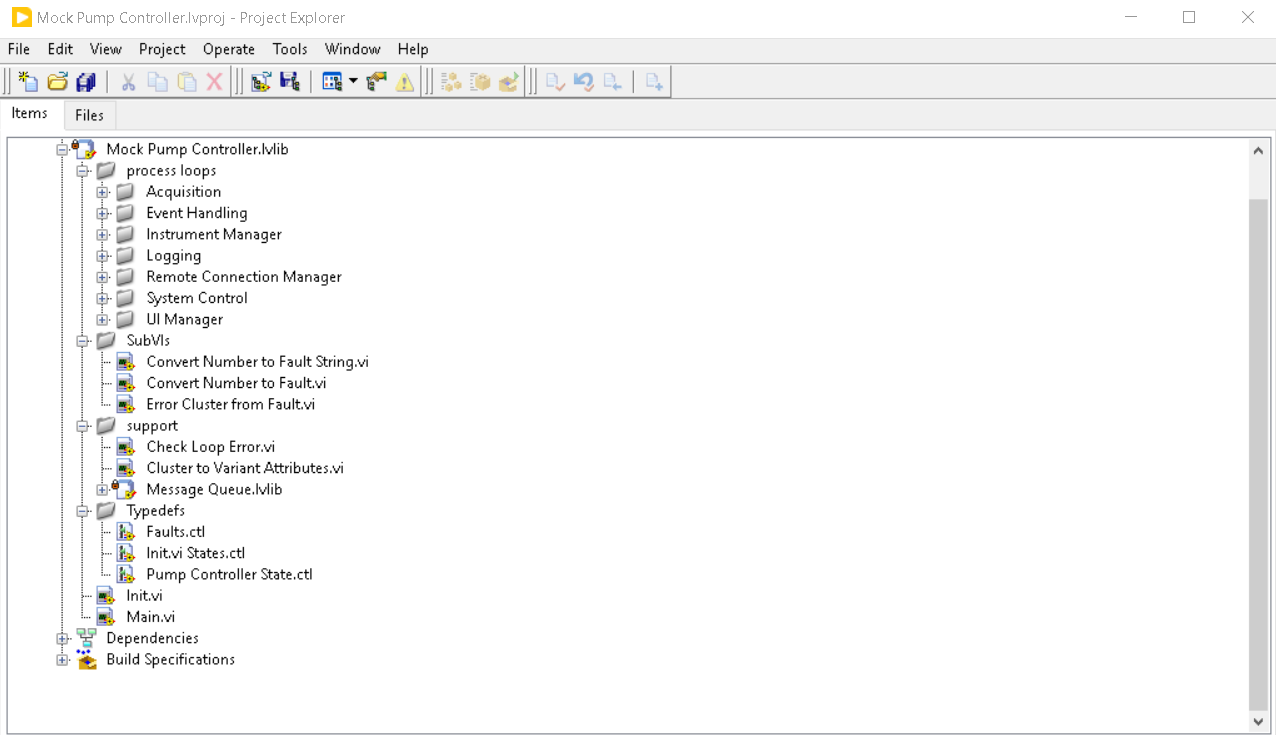 Mock Pump Controller.lvproj - Project Explorer
File Edit View Project Operate Tools Window Help
Items Files
Mock Pump Controller.lvlib
process loops
Acquisition
Event Handling
Instrument Manager
Logging
Remote Connection Manager
System Control
UI Manager
SubVIs
Convert Number to Fault String.vi
Convert Number to Fault.vi
Error Cluster from Fault.vi
support
Check Loop Error.vi
Cluster to Variant Attributes.vi
Message Queue.lvlib
Typedefs
Faults.ctl
Init.vi States.ctl
Pump Controller State.ctl
Init.vi
Main.vi
Dependencies
Build Specifications